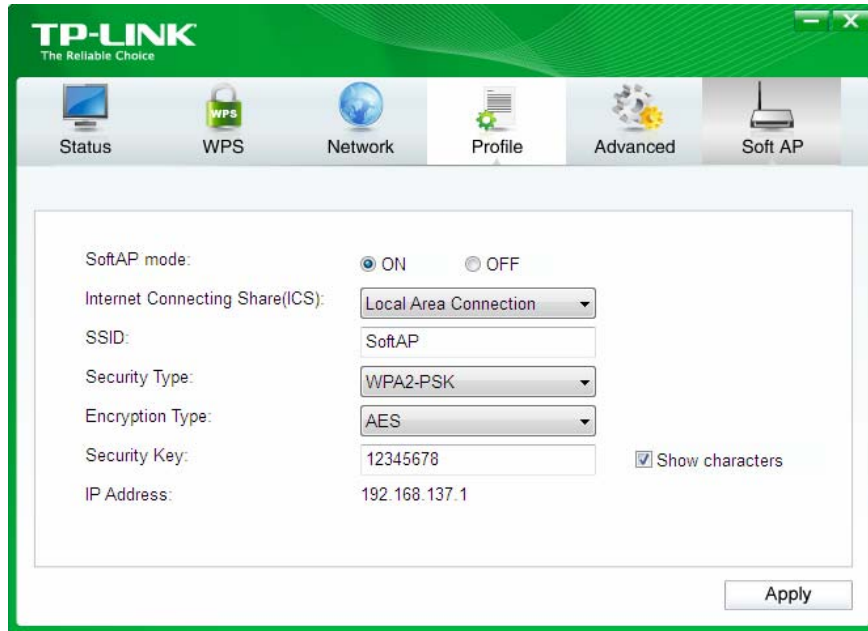 TP-LINK
The Reliable Choice
WPS
Status WPS Network Profile Advanced Soft AP
SoftAP mode: ON OFF
Internet Connecting Share(ICS): Local Area Connection
SSID: SoftAP
Security Type: WPA2-PSK
Encryption Type: AES
Security Key: 12345678 Show characters
IP Address: 192.168.137.1
Apply